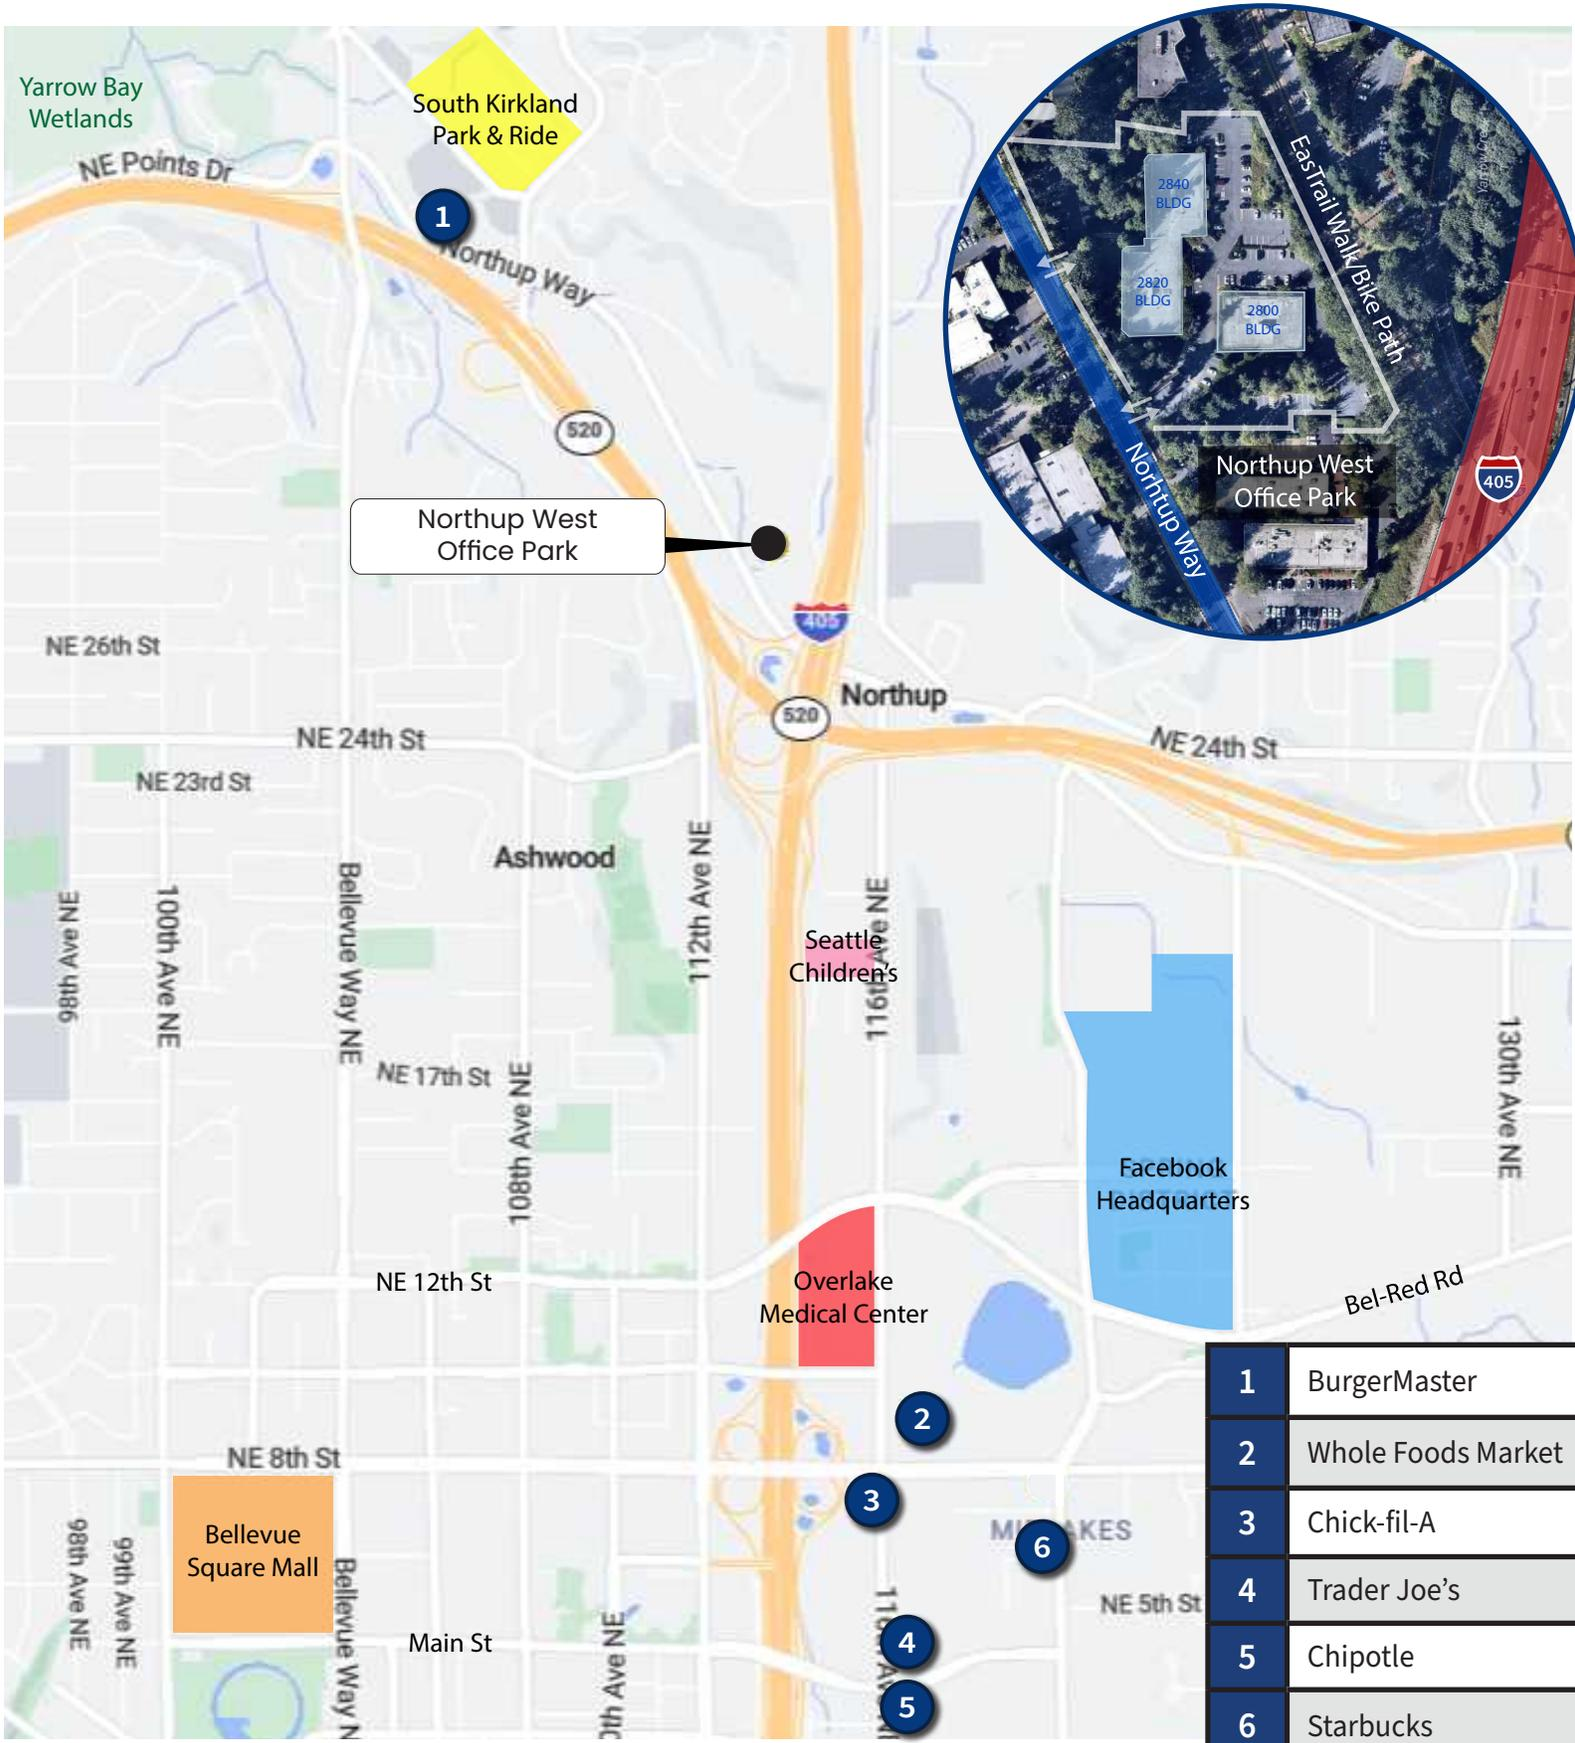 Yarrow Bay
Wetlands
South Kirkland
Park & Ride
NE Points Dr
1
Northup Way
520
Northup West
Office Park
405
NE 26th St
Northup
520
NE 24th St
NE 24th St
NE 23rd St
Ashwood
112th Ave NE
98th Ave NE
100th Ave NE
Bellevue Way NE
Seattle
Children's
116th Ave NE
NE 17th St
108th Ave NE
130th Ave NE
Facebook
Headquarters
NE 12th St
Overlake
Medical Center
Bel-Red Rd
2
NE 8th St
3
6
Bellevue
Square Mall
98th Ave NE
99th Ave NE
Bellevue Way N
NE 5th St
Main St
0th Ave NE
4
5
2840
BLDG
2820
BLDG
2800
BLDG
EasTrail Walk/Bike Path
Yarrow Creek
Norhtup Way
Northup West
Office Park
405
1 BurgerMaster
2 Whole Foods Market
3 Chick-fil-A
4 Trader Joe’s
5 Chipotle
6 Starbucks